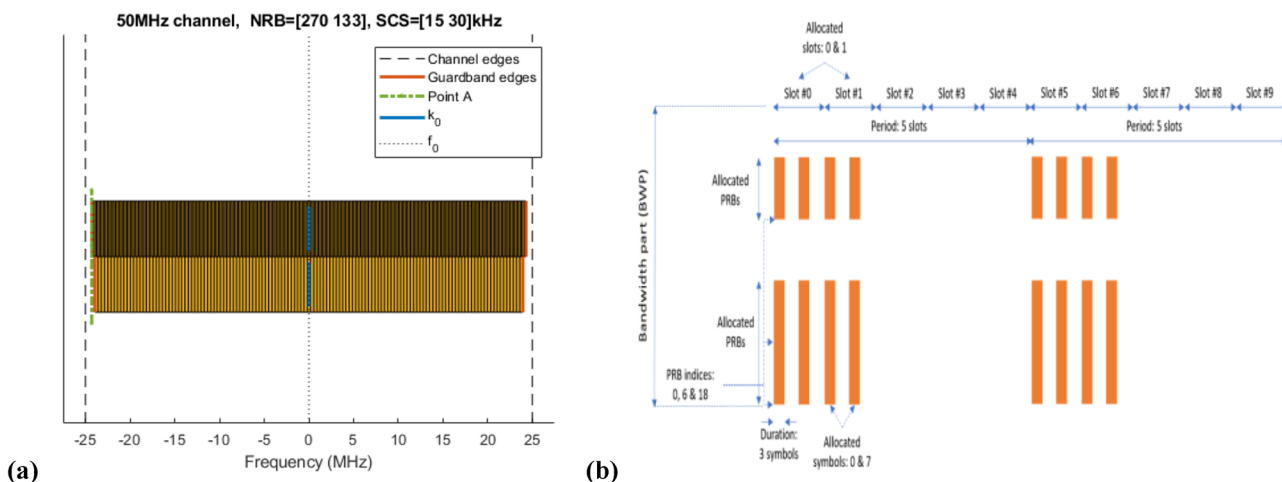 50MHz channel, NRB=[270 133], SCS=[15 30]kHz
Channel edges
Guardband edges
Point A
k0
f0
-25 -20 -15 -10 -5 0 5 10 15 20 25
Frequency (MHz)
(a)
Allocated
slots: 0 & 1
Slot #0 Slot #1 Slot #2 Slot #3 Slot #4 Slot #5 Slot #6 Slot #7 Slot #8 Slot #9
Period: 5 slots Period: 5 slots
Bandwidth part (BWP)
Allocated
PRBs
Allocated
PRBs
PRB indices:
0, 6 & 18
Duration:
3 symbols
Allocated
symbols: 0 & 7
(b)